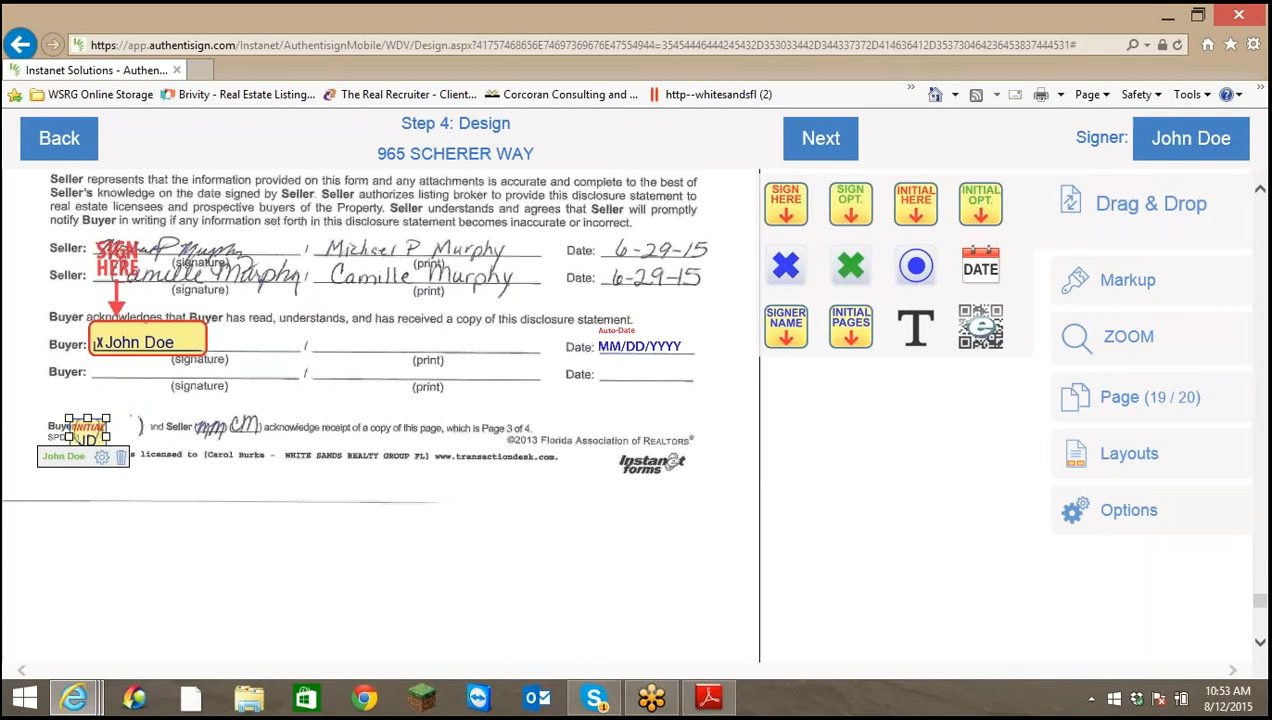 https://app.authentisign.com/Instanet/AuthentisignMobile/WDV/Design.aspx?
Instanet Solutions - Authen...
WSRG Online Storage
Brivity - Real Estate Listing...
The Real Recruiter - Client...
Corcoran Consulting and ...
http--whitesandsfl (2)
Page
Safety
Tools
Back
Step 4: Design
965 SCHERER WAY
Next
Signer:
John Doe
Seller represents that the information provided on this form and any attachments is accurate and complete to the best of
Seller's knowledge on the date signed by Seller. Seller authorizes listing broker to provide this disclosure statement to
real estate licensees and prospective buyers of the Property. Seller understands and agrees that Seller will promptly
notify Buyer in writing if any information set forth in this disclosure statement becomes inaccurate or incorrect.
Seller: / Michael P Murphy Date: 6-29-15
SIGN HERE
(signature) (print)
Seller: Camille Murphy / Camille Murphy Date: 6-29-15
(signature) (print)
Buyer acknowledges that Buyer has read, understands, and has received a copy of this disclosure statement.
Auto-Date
Buyer: X John Doe / Date: MM/DD/YYYY
(signature) (print)
Buyer: / Date:
(signature) (print)
Buye INITIAL ) and Seller (mm) (CM) acknowledge receipt of a copy of this page, which is Page 3 of 4.
SPD JD ©2013 Florida Association of REALTORS®
John Doe
s licensed to [Carol Burke - WHITE SANDS REALTY GROUP FL] www.transactiondesk.com.
Instanet forms
SIGN HERE
SIGN OPT.
INITIAL HERE
INITIAL OPT.
DATE
SIGNER NAME
INITIAL PAGES
T
Drag & Drop
Markup
ZOOM
Page (19 / 20)
Layouts
Options
10:53 AM
8/12/2015